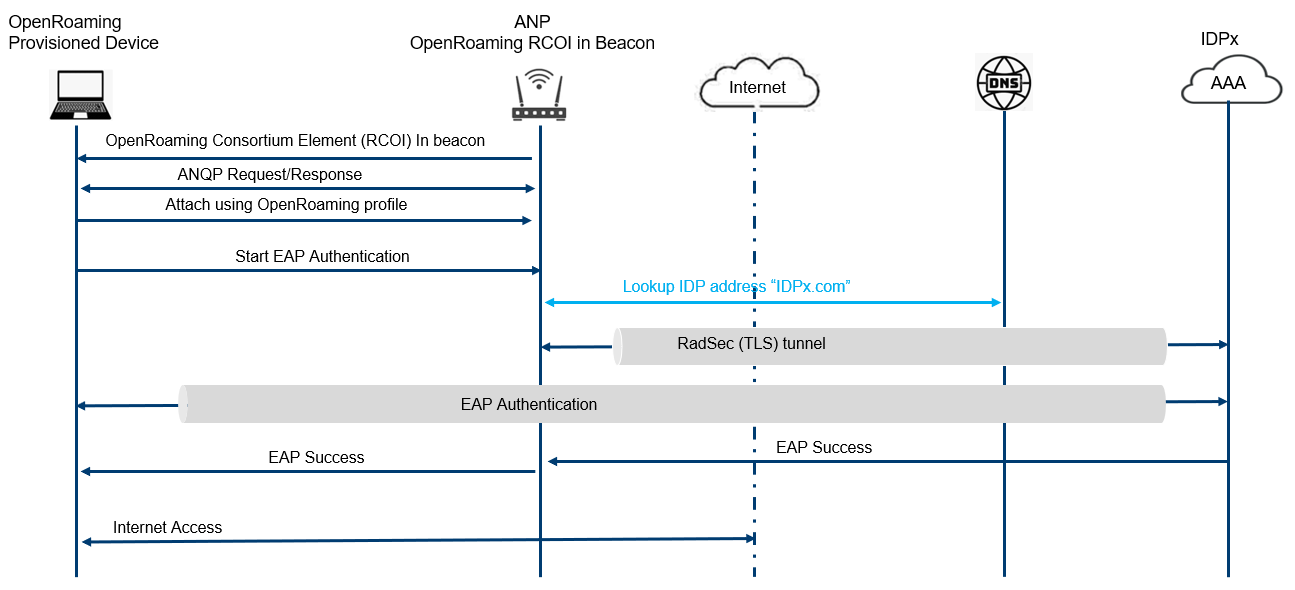 OpenRoaming
Provisioned Device
ANP
OpenRoaming RCOI in Beacon
IDPx
Internet
DNS
AAA
OpenRoaming Consortium Element (RCOI) In beacon
ANQP Request/Response
Attach using OpenRoaming profile
Start EAP Authentication
Lookup IDP address “IDPx.com”
RadSec (TLS) tunnel
EAP Authentication
EAP Success
EAP Success
Internet Access